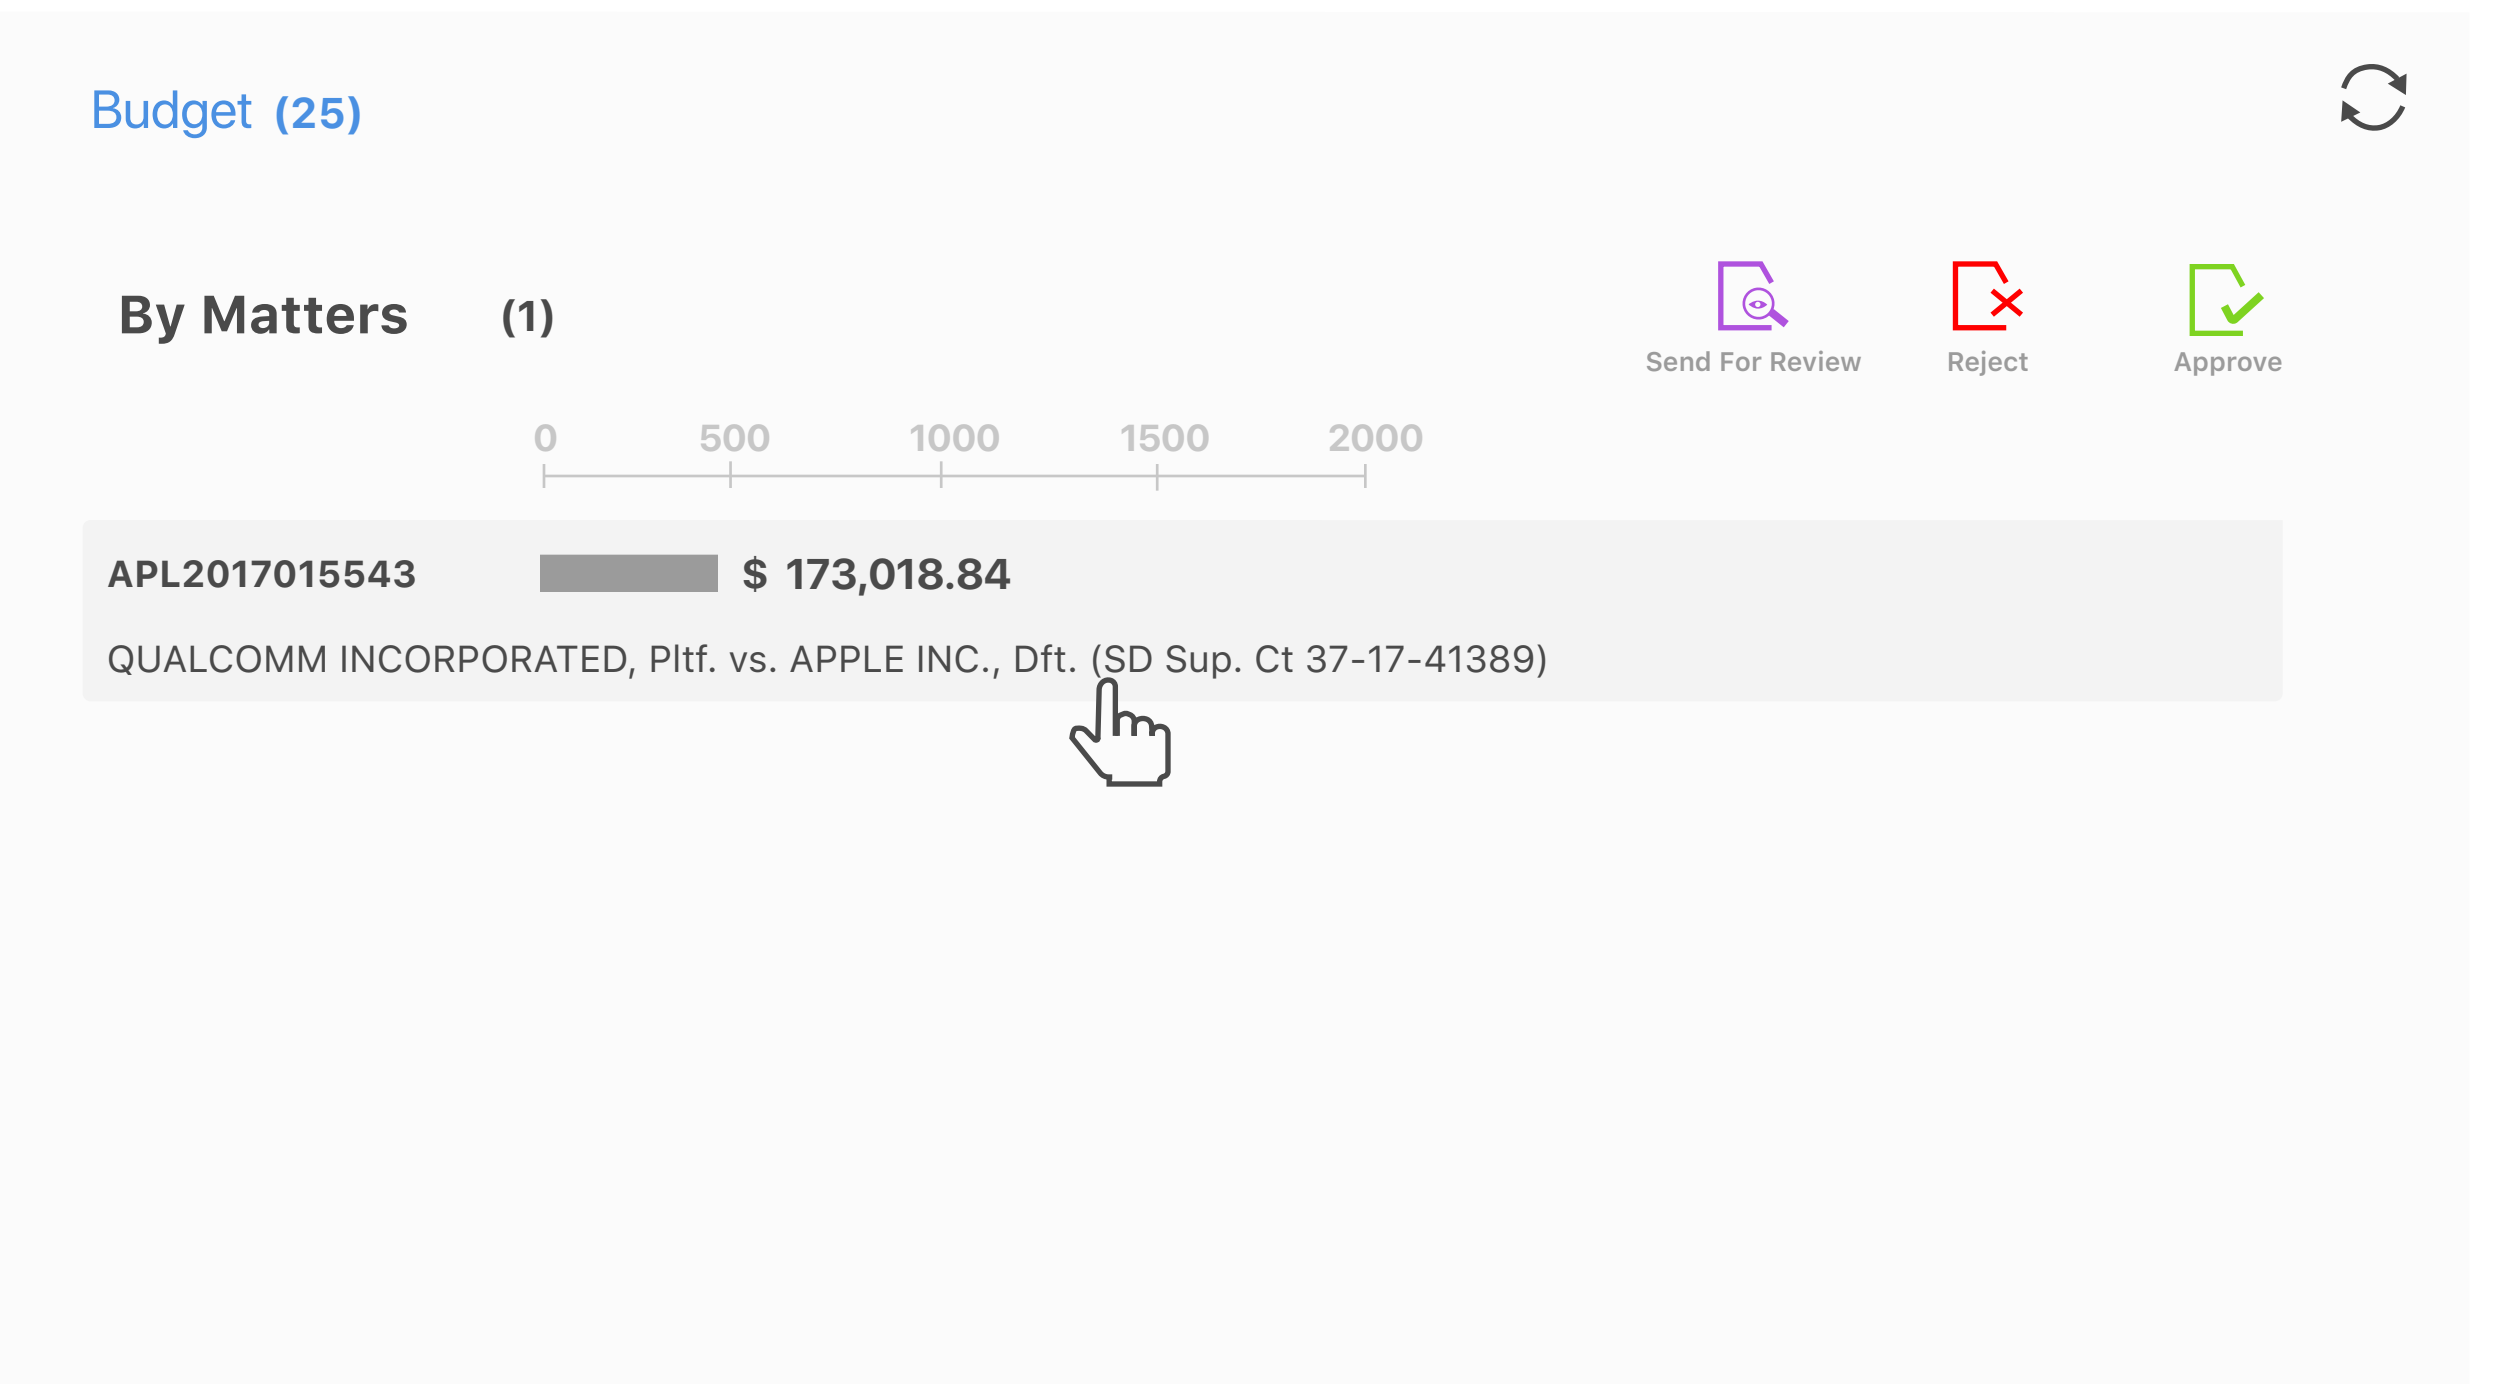 Budget (25)
By Matters (1)
Send For Review Reject Approve
0 500 1000 1500 2000
APL2017015543 $ 173,018.84
QUALCOMM INCORPORATED, Pltf. vs. APPLE INC., Dft. (SD Sup. Ct 37-17-41389)